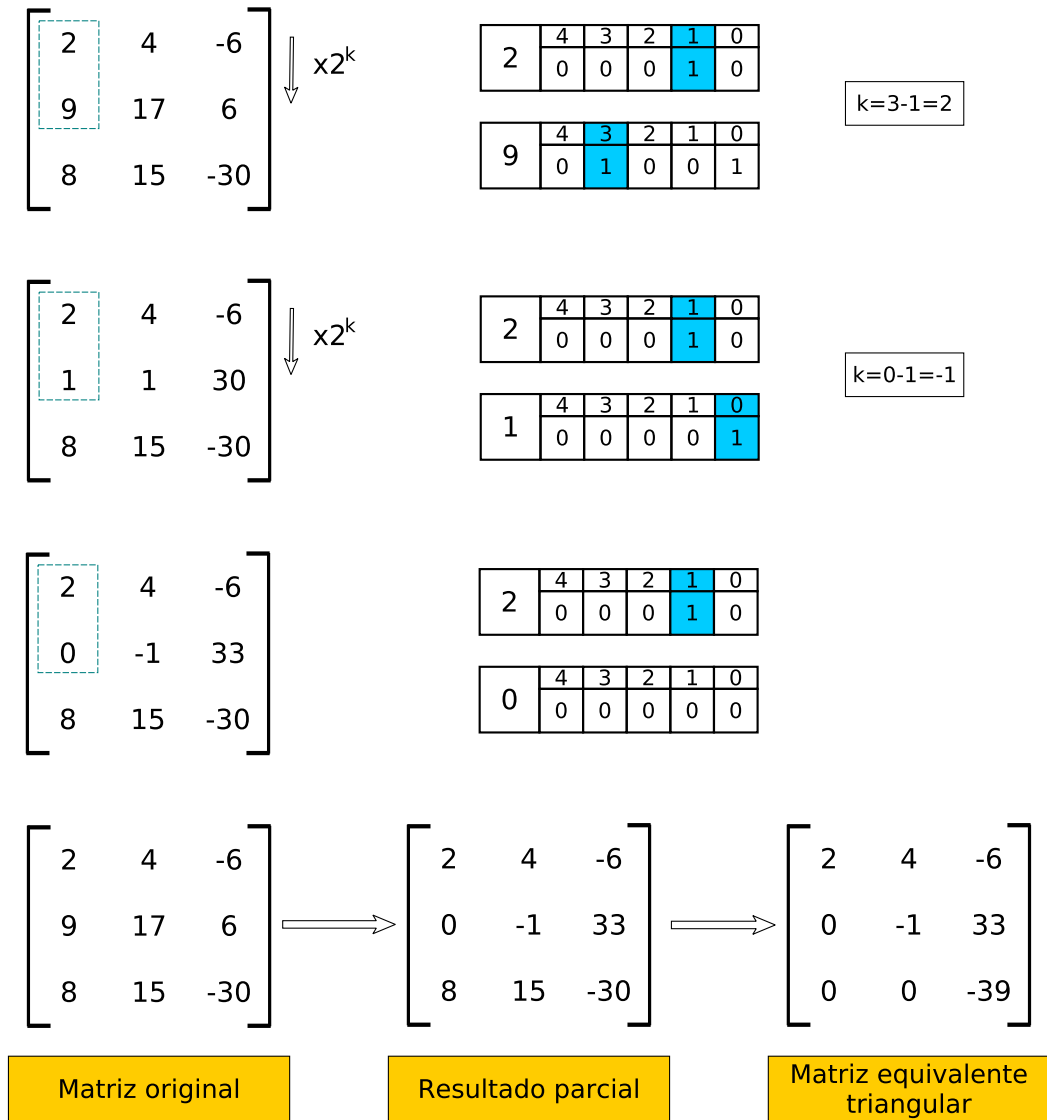 2 4 -6
9 17 6
8 15 -30
x2^k
2 4 3 2 1 0
0 0 0 1 0
9 4 3 2 1 0
0 1 0 0 1
k=3-1=2
2 4 -6
1 1 30
8 15 -30
x2^k
2 4 3 2 1 0
0 0 0 1 0
1 4 3 2 1 0
0 0 0 0 1
k=0-1=-1
2 4 -6
0 -1 33
8 15 -30
2 4 3 2 1 0
0 0 0 1 0
0 4 3 2 1 0
0 0 0 0 0
2 4 -6
9 17 6
8 15 -30
Matriz original
2 4 -6
0 -1 33
8 15 -30
Resultado parcial
2 4 -6
0 -1 33
0 0 -39
Matriz equivalente
triangular